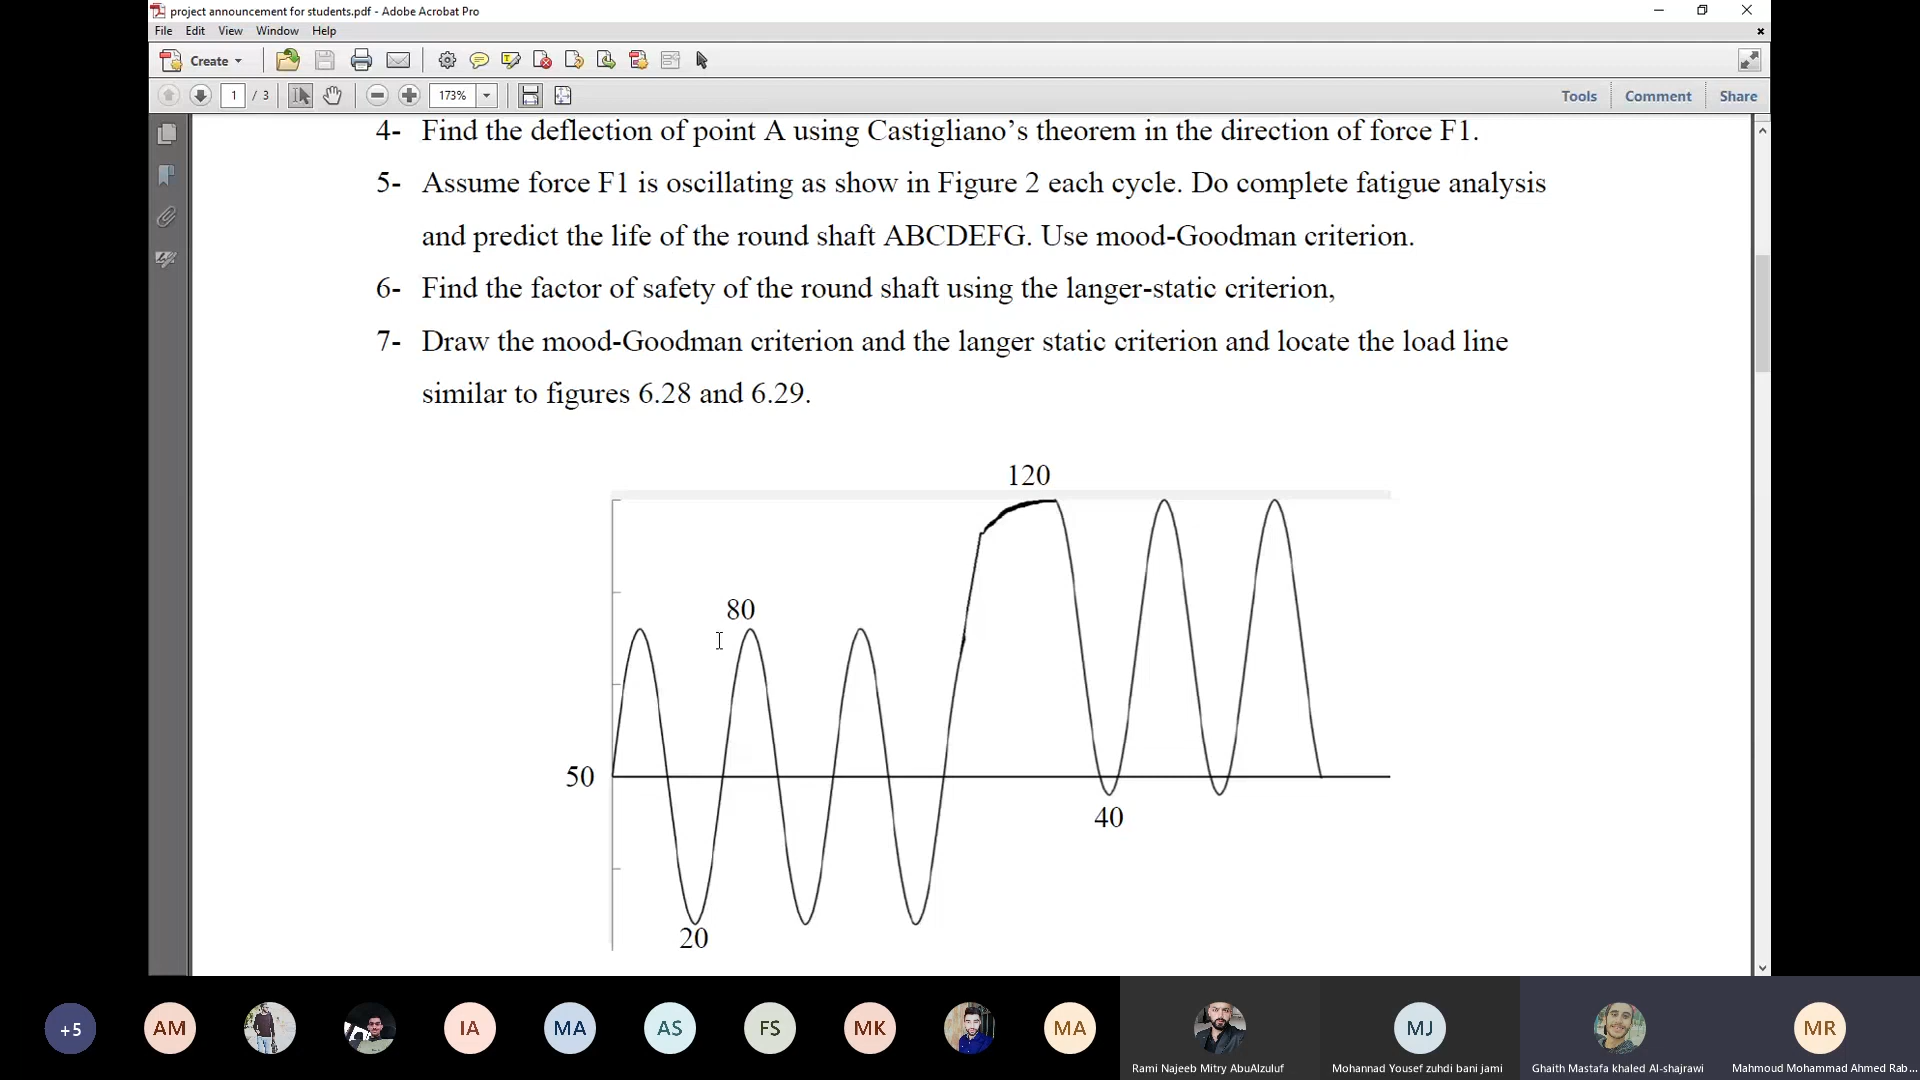 project announcement for students.pdf - Adobe Acrobat Pro
File Edit View Window Help
Create
1 / 3 173% Tools Comment Share
4- Find the deflection of point A using Castigliano’s theorem in the direction of force F1.
5- Assume force F1 is oscillating as show in Figure 2 each cycle. Do complete fatigue analysis
and predict the life of the round shaft ABCDEFG. Use mood-Goodman criterion.
6- Find the factor of safety of the round shaft using the langer-static criterion,
7- Draw the mood-Goodman criterion and the langer static criterion and locate the load line
similar to figures 6.28 and 6.29.
120
80
50
40
20
+5 AM IA MA AS FS MK MA MJ MR
Rami Najeeb Mitry AbuAlzuluf Mohannad Yousef zuhdi bani jami Ghaith Mastafa khaled Al-shajrawi Mahmoud Mohammad Ahmed Rab...